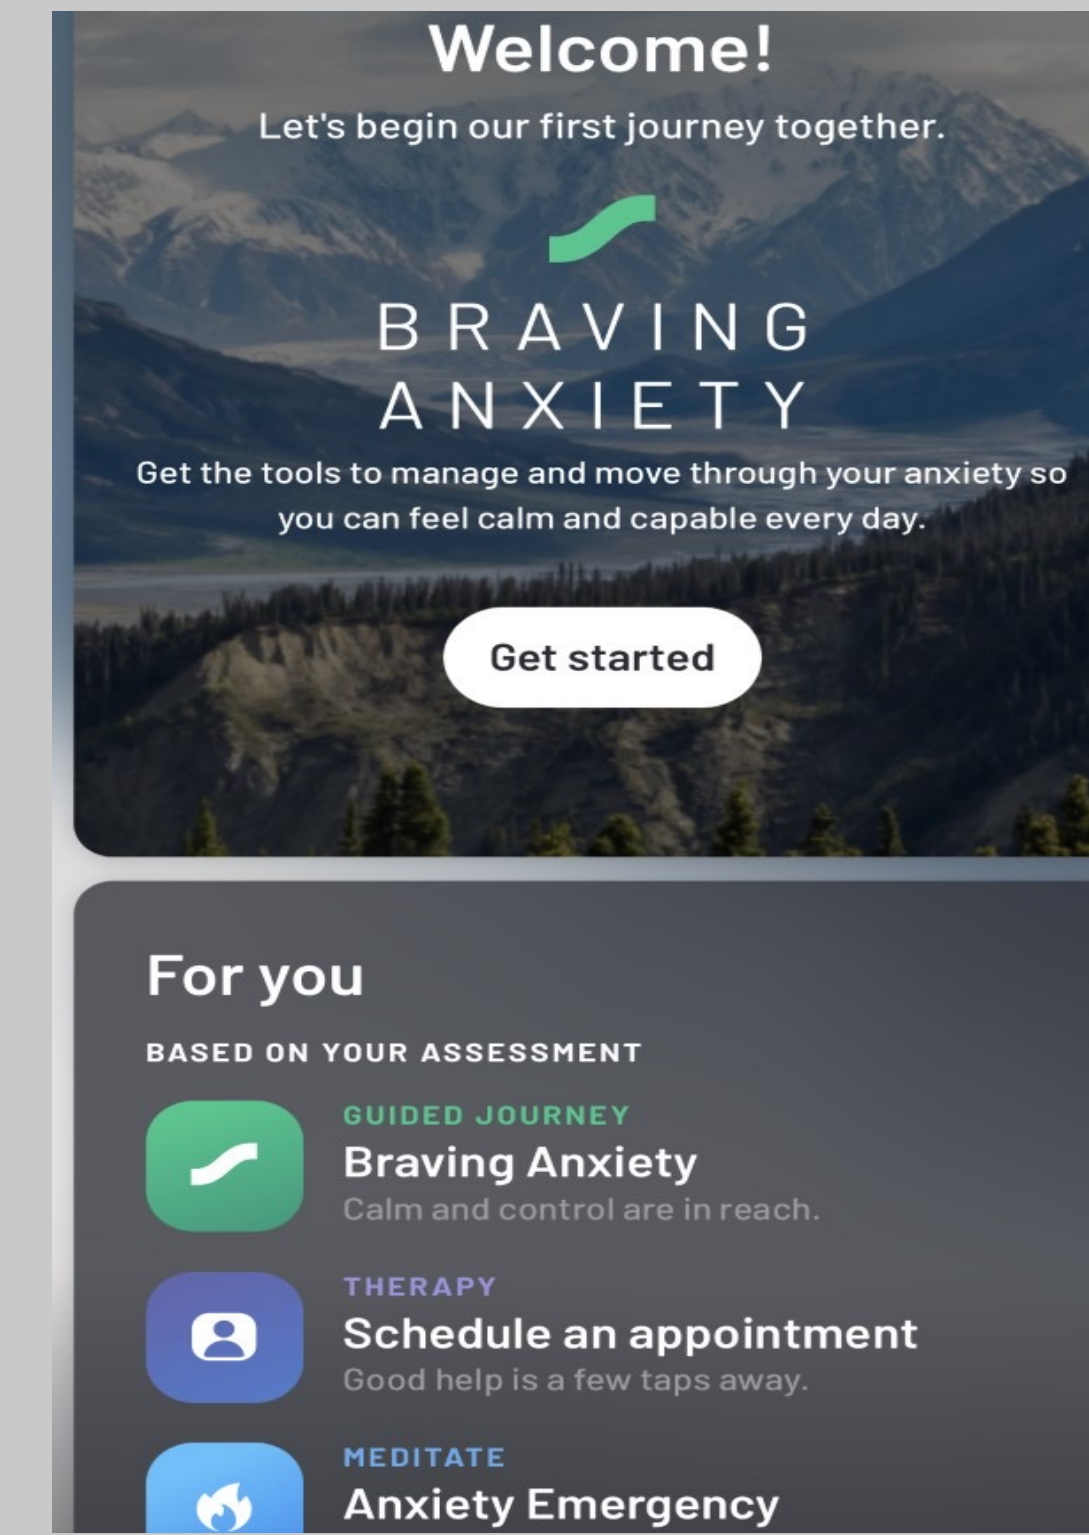 Welcome!
Let's begin our first journey together.
BRAVING
ANXIETY
Get the tools to manage and move through your anxiety so
you can feel calm and capable every day.
Get started
For you
BASED ON YOUR ASSESSMENT
GUIDED JOURNEY
Braving Anxiety
Calm and control are in reach.
THERAPY
Schedule an appointment
Good help is a few taps away.
MEDITATE
Anxiety Emergency